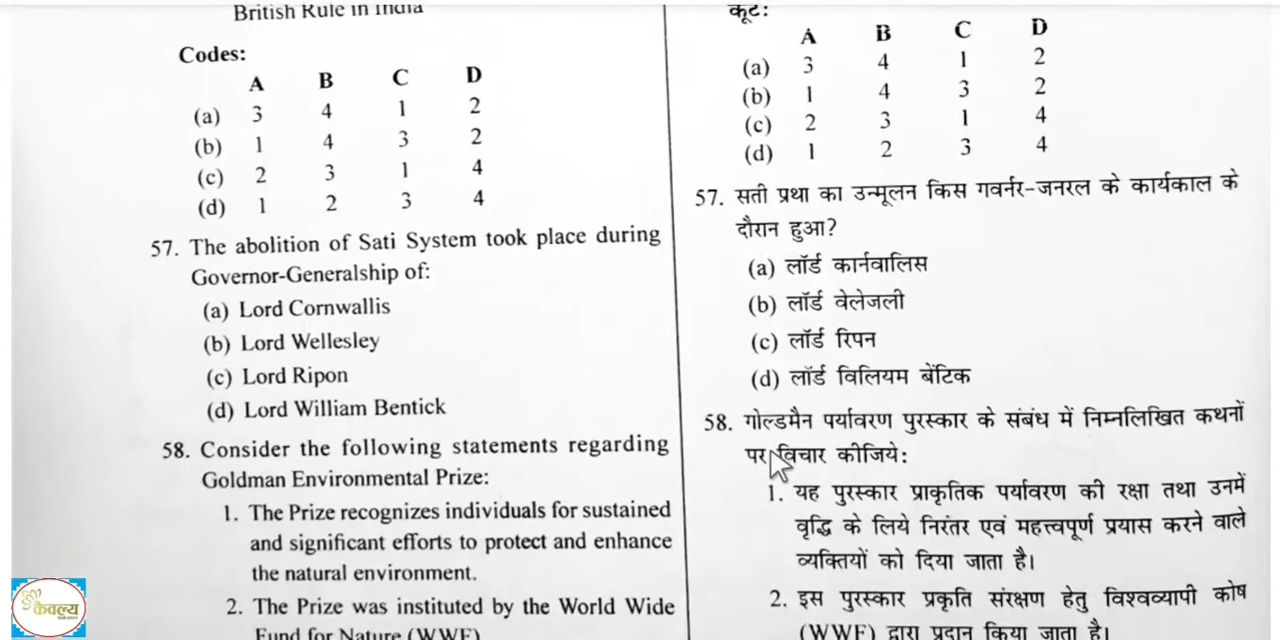 British Rule in India
Codes:
A B C D
(a) 3 4 1 2
(b) 1 4 3 2
(c) 2 3 1 4
(d) 1 2 3 4
57. The abolition of Sati System took place during
Governor-Generalship of:
(a) Lord Cornwallis
(b) Lord Wellesley
(c) Lord Ripon
(d) Lord William Bentick
58. Consider the following statements regarding
Goldman Environmental Prize:
1. The Prize recognizes individuals for sustained
and significant efforts to protect and enhance
the natural environment.
2. The Prize was instituted by the World Wide
Fund for Nature (WWF)
कूट:
A B C D
(a) 3 4 1 2
(b) 1 4 3 2
(c) 2 3 1 4
(d) 1 2 3 4
57. सती प्रथा का उन्मूलन किस गवर्नर-जनरल के कार्यकाल के
दौरान हुआ?
(a) लॉर्ड कार्नवालिस
(b) लॉर्ड वेलेजली
(c) लॉर्ड रिपन
(d) लॉर्ड विलियम बेंटिक
58. गोल्डमैन पर्यावरण पुरस्कार के संबंध में निम्नलिखित कथनों
पर विचार कीजिये:
1. यह पुरस्कार प्राकृतिक पर्यावरण की रक्षा तथा उनमें
वृद्धि के लिये निरंतर एवं महत्त्वपूर्ण प्रयास करने वाले
व्यक्तियों को दिया जाता है।
2. इस पुरस्कार प्रकृति संरक्षण हेतु विश्वव्यापी कोष
(WWF) द्वारा प्रदान किया जाता है।
कैवल्य